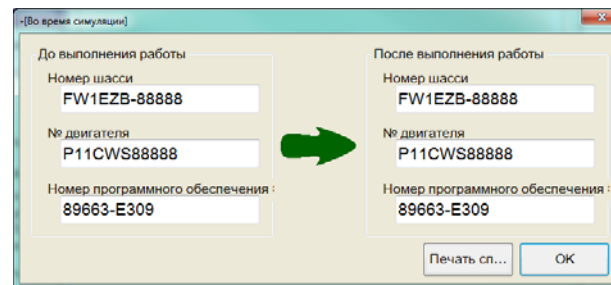 -[Во время симуляции]
До выполнения работы
Номер шасси
FW1EZB-88888
№ двигателя
P11CWS88888
Номер программного обеспечения :
89663-E309
После выполнения работы
Номер шасси
FW1EZB-88888
№ двигателя
P11CWS88888
Номер программного обеспечения :
89663-E309
Печать сп...
OK